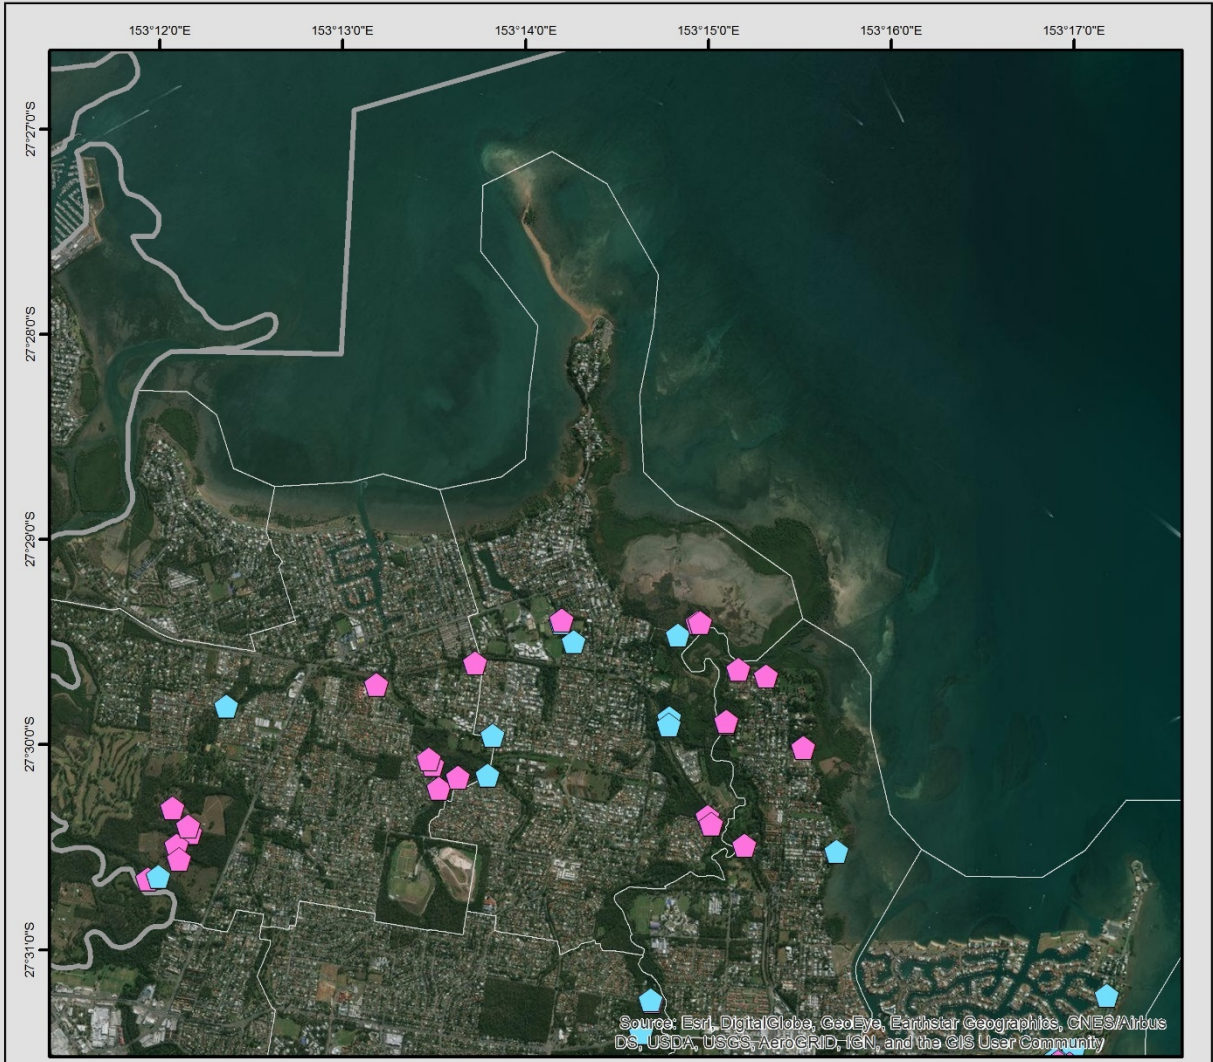 153°12'0"E 153°13'0"E 153°14'0"E 153°15'0"E 153°16'0"E 153°17'0"E
27°27'0"S
27°28'0"S
27°29'0"S
27°30'0"S
27°31'0"S
Source: Esri, DigitalGlobe, GeoEye, Earthstar Geographics, CNES/Airbus
DS, USDA, USGS, AeroGRID, IGN, and the GIS User Community